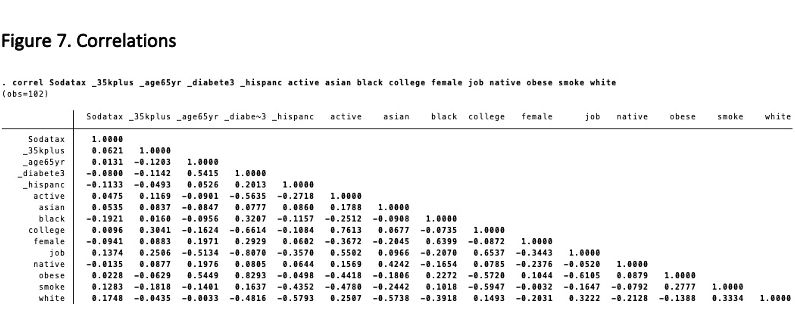 Figure 7. Correlations
. correl Sodatax _35kplus _age65yr _diabete3 _hispanc active asian black college female job native obese smoke white
(obs=102)
Sodatax _35kplus _age65yr _diabe~3 _hispanc active asian black college female job native obese smoke white
Sodatax 1.0000
_35kplus 0.0621 1.0000
_age65yr 0.0131 -0.1203 1.0000
_diabete3 -0.0800 -0.1142 0.5415 1.0000
_hispanc -0.1133 -0.0493 0.0526 0.2013 1.0000
active 0.0475 0.1169 -0.0901 -0.5635 -0.2718 1.0000
asian 0.0535 0.0837 -0.0847 0.0777 0.0860 0.1788 1.0000
black -0.1921 0.0160 -0.0956 0.3207 -0.1157 -0.2512 -0.0908 1.0000
college 0.0096 0.3041 -0.1624 -0.6614 -0.1084 0.7613 0.0677 -0.0735 1.0000
female -0.0941 0.0883 0.1971 0.2929 0.0602 -0.3672 -0.2045 0.6399 -0.0872 1.0000
job 0.1374 0.2506 -0.5134 -0.8070 -0.3570 0.5502 0.0966 -0.2070 0.6537 -0.3443 1.0000
native -0.0135 0.0877 0.1976 0.0805 0.0644 0.1569 0.4242 -0.1654 0.0785 -0.2376 -0.0520 1.0000
obese 0.0228 -0.0629 0.5449 0.8293 -0.0498 -0.4418 -0.1806 0.2272 -0.5720 0.1044 -0.6105 0.0879 1.0000
smoke 0.1283 -0.1818 -0.1401 0.1637 -0.4352 -0.4780 -0.2442 0.1018 -0.5947 -0.0032 -0.1647 -0.0792 0.2777 1.0000
white 0.1748 -0.0435 -0.0033 -0.4816 -0.5793 0.2507 -0.5738 -0.3918 0.1493 -0.2031 0.3222 -0.2128 -0.1388 0.3334 1.0000